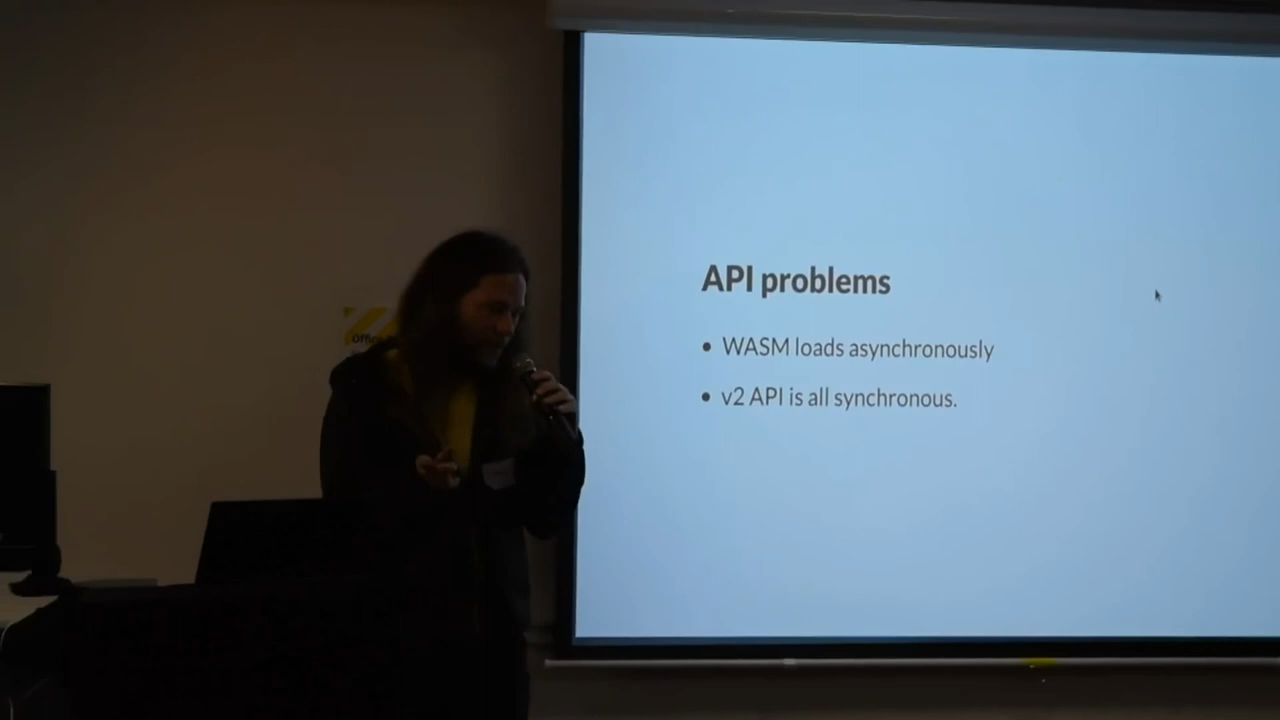 API problems
• WASM loads asynchronously
• v2 API is all synchronous.